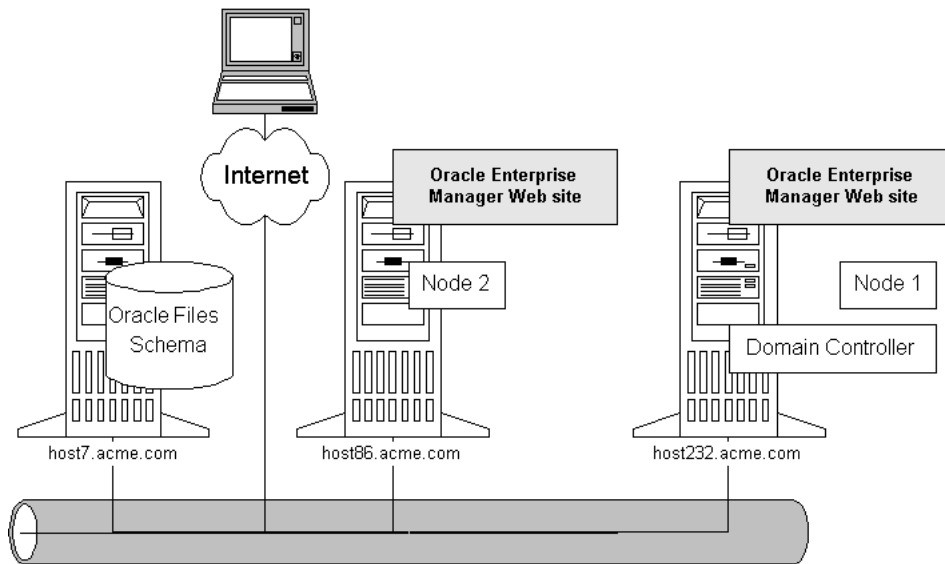 Internet
Oracle Enterprise
Manager Web site
Oracle Enterprise
Manager Web site
Oracle Files
Schema
Node 2
Node 1
Domain Controller
host7.acme.com
host86.acme.com
host232.acme.com